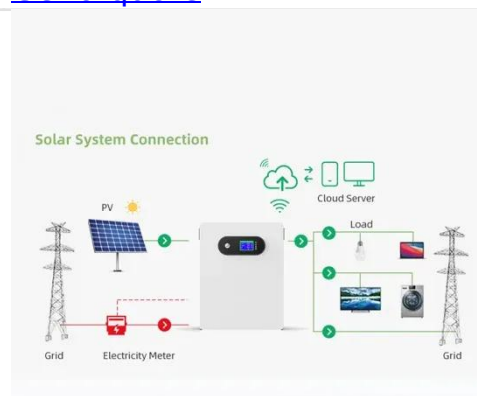 Solar System Connection
Cloud Server
PV
Load
Grid
Electricity Meter
Grid